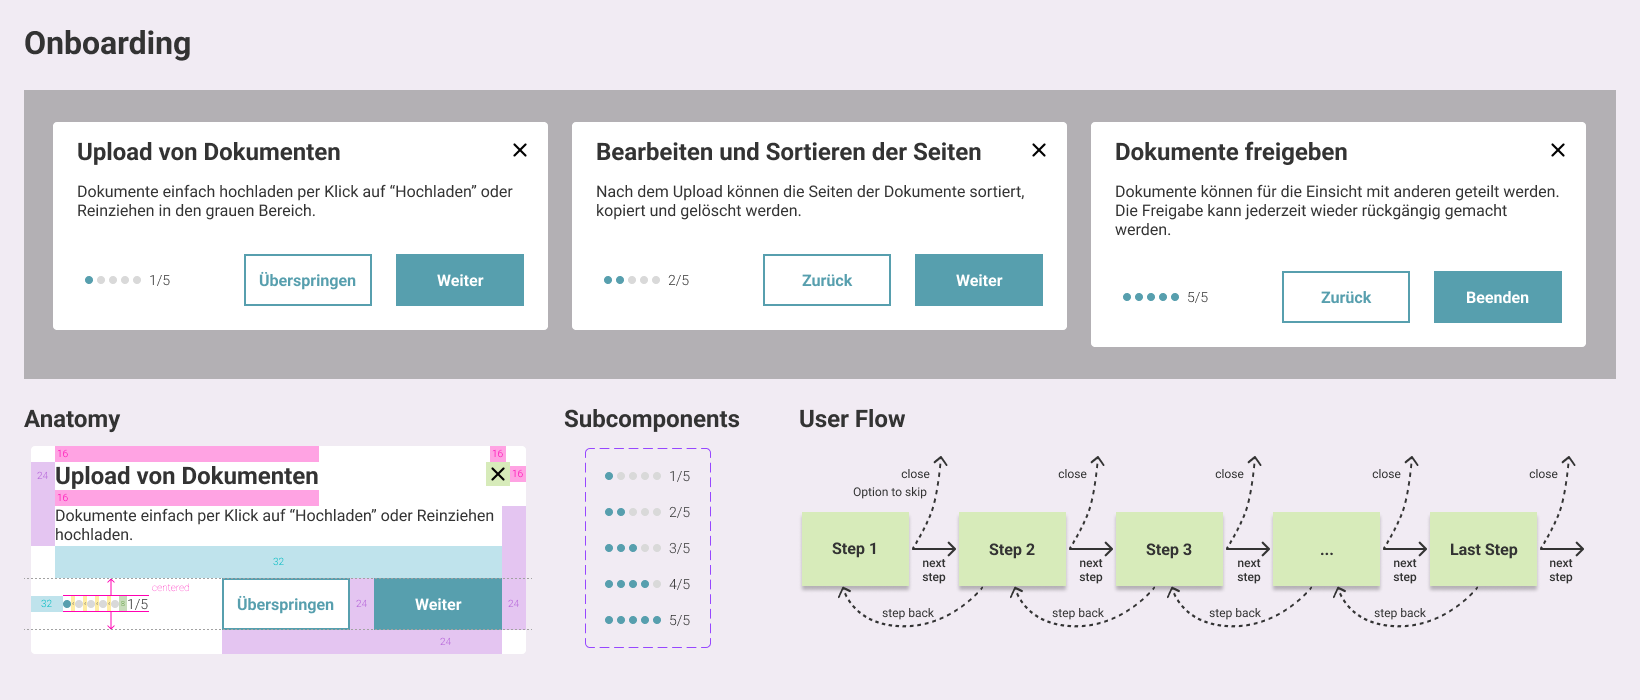 Onboarding
Upload von Dokumenten
Dokumente einfach hochladen per Klick auf “Hochladen” oder
Reinziehen in den grauen Bereich.
1/5
Überspringen
Weiter
Bearbeiten und Sortieren der Seiten
Nach dem Upload können die Seiten der Dokumente sortiert,
kopiert und gelöscht werden.
2/5
Zurück
Weiter
Dokumente freigeben
Dokumente können für die Einsicht mit anderen geteilt werden.
Die Freigabe kann jederzeit wieder rückgängig gemacht
werden.
5/5
Zurück
Beenden
Anatomy
16
16
24
Upload von Dokumenten
16
16
Dokumente einfach per Klick auf “Hochladen” oder Reinziehen
hochladen.
32
centered
32
8
1/5
Überspringen
24
Weiter
24
24
Subcomponents
1/5
2/5
3/5
4/5
5/5
User Flow
close
Option to skip
close
close
close
close
Step 1
next
step
Step 2
next
step
Step 3
next
step
...
next
step
Last Step
next
step
step back
step back
step back
step back